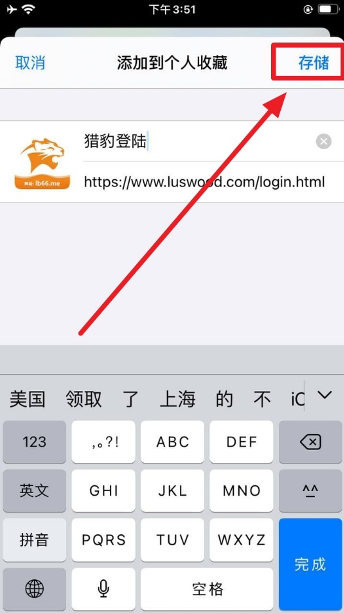 下午3:51
取消
添加到个人收藏
存储
猎豹登陆
https://www.luswood.com/login.html
lb66.me
美国 领取 了 上海 的 不 iC
123 ,。?! ABC DEF
英文 GHI JKL MNO ^^
拼音 PQRS TUV WXYZ
完成
空格